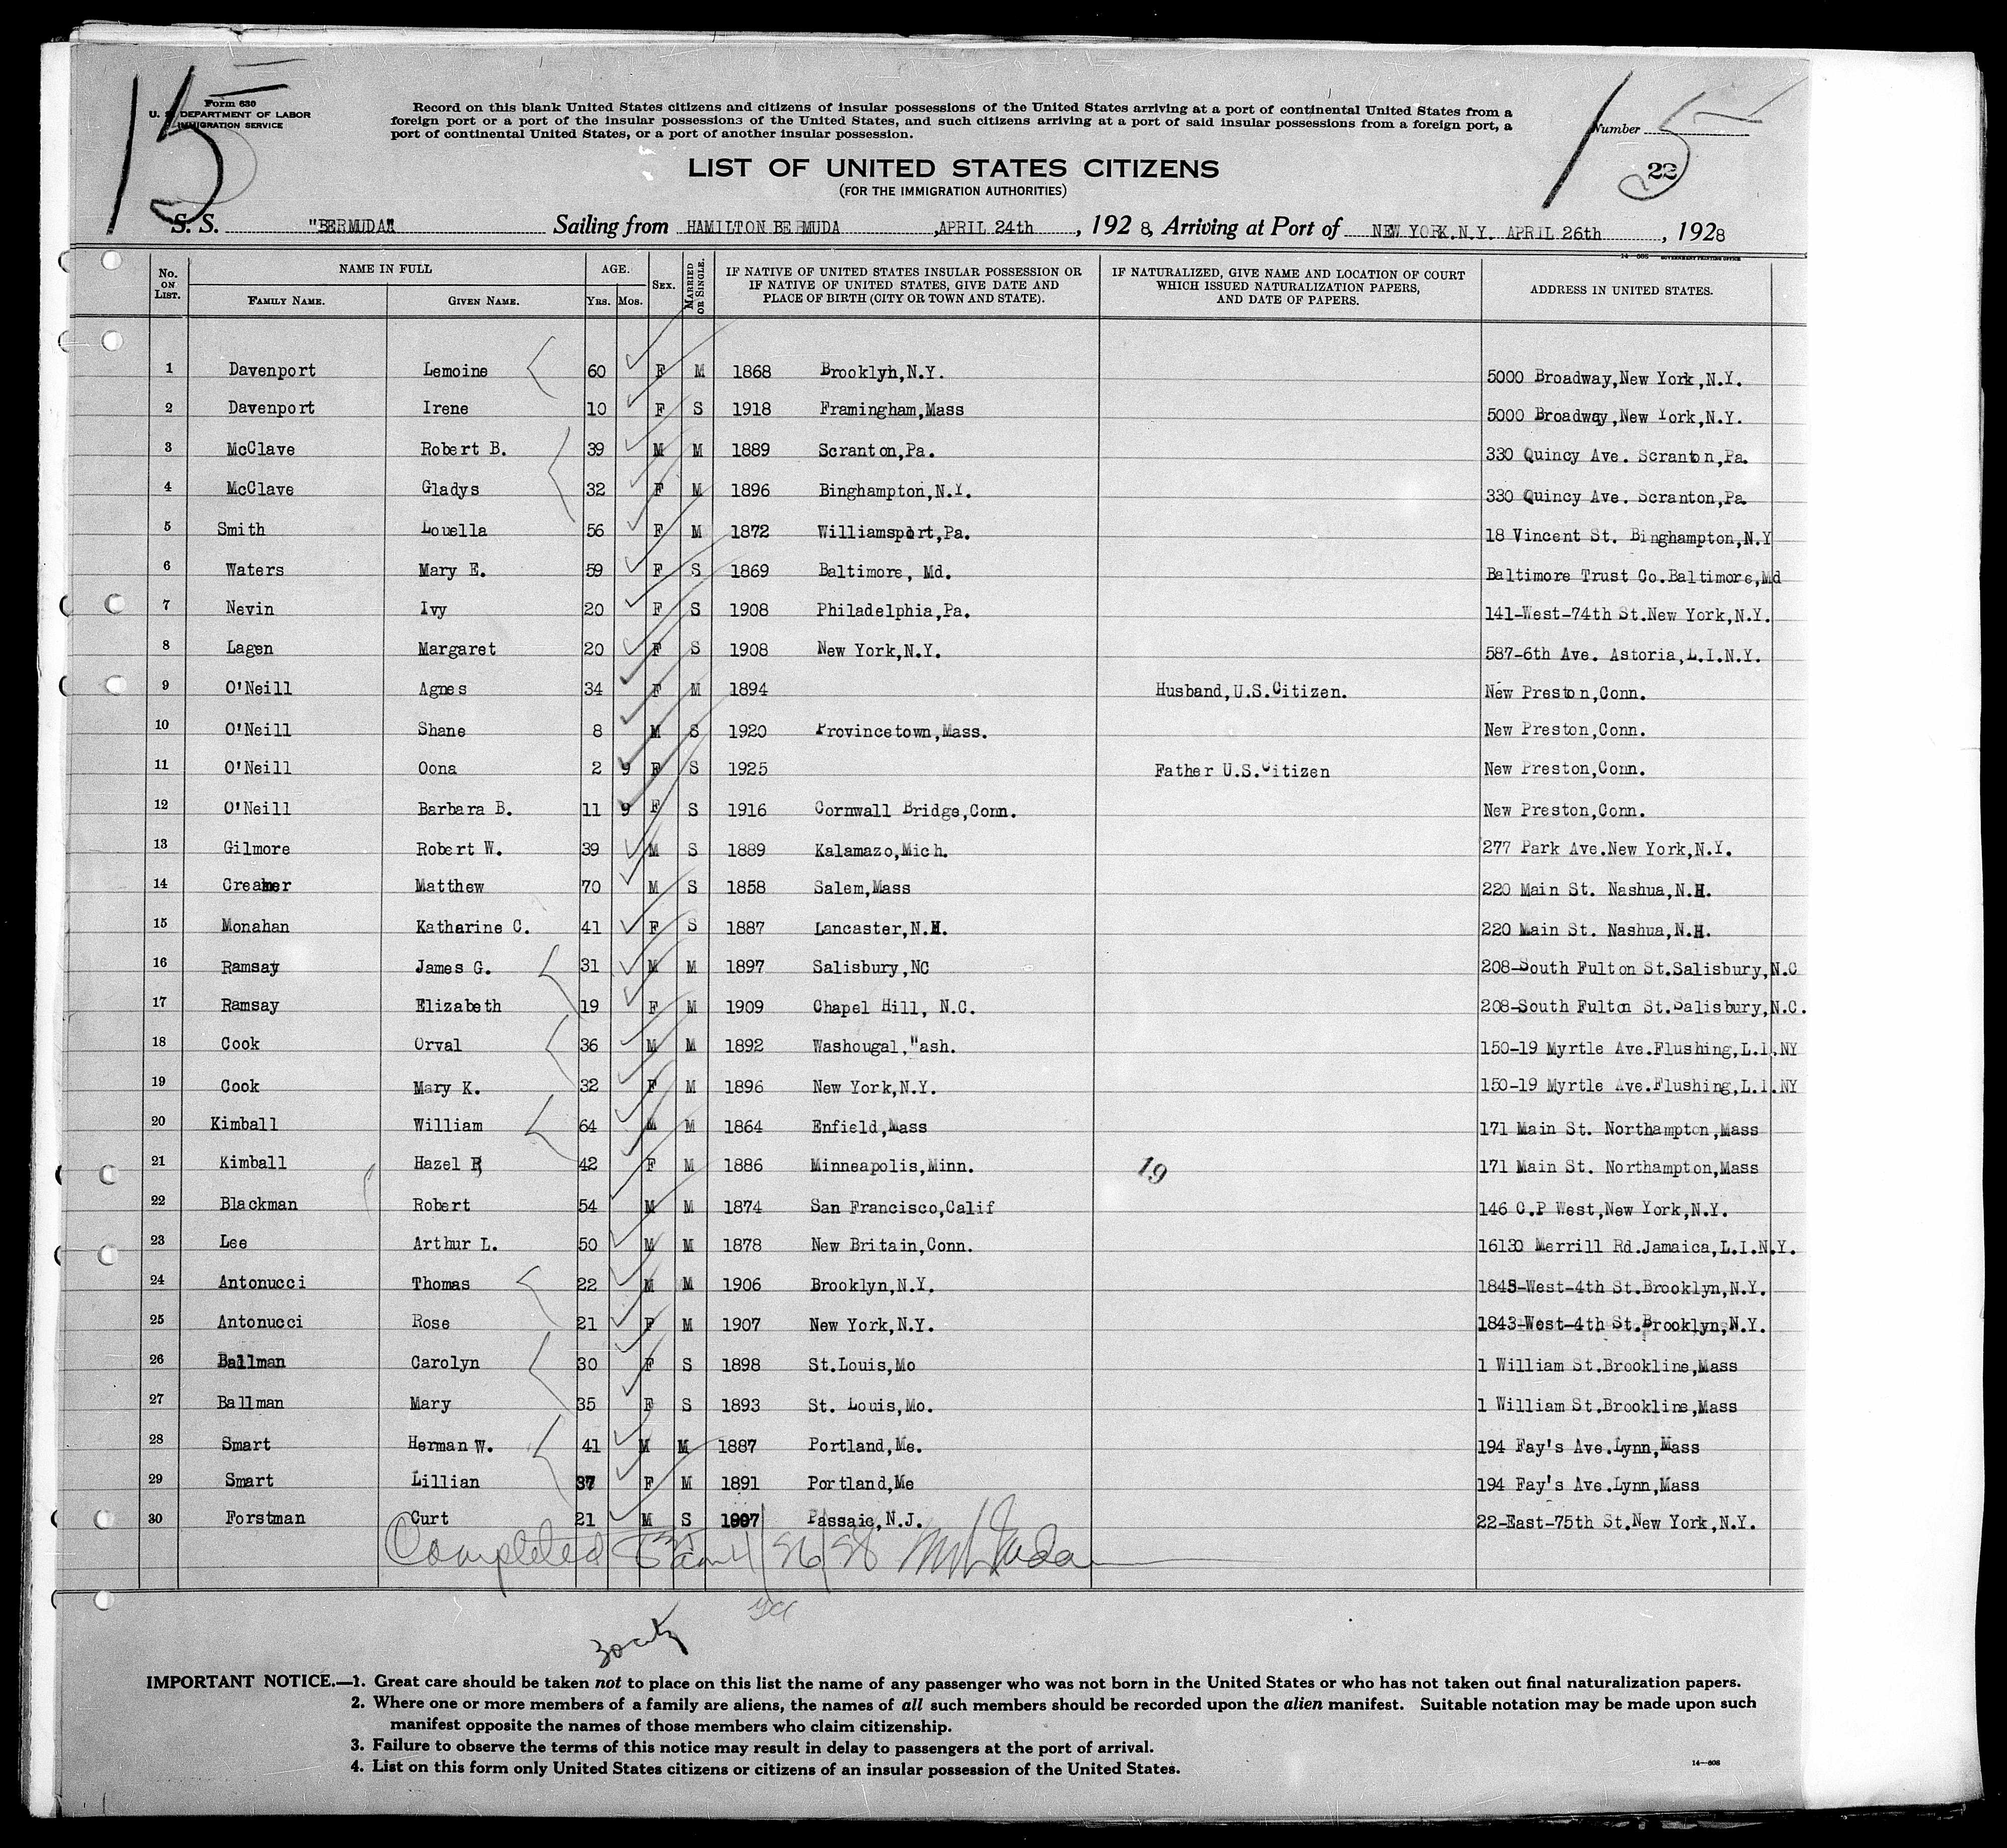 15
Form 630
U. S. DEPARTMENT OF LABOR
IMMIGRATION SERVICE
Record on this blank United States citizens and citizens of insular possessions of the United States arriving at a port of continental United States from a
foreign port or a port of the insular possessions of the United States, and such citizens arriving at a port of said insular possessions from a foreign port, a
port of continental United States, or a port of another insular possession.
Number
15
22
LIST OF UNITED STATES CITIZENS
(FOR THE IMMIGRATION AUTHORITIES)
S. S. "BERMUDA" Sailing from HAMILTON BERMUDA ,APRIL 24th , 192 8, Arriving at Port of NEW YORK.N.Y. APRIL 26th , 1928
14—608 GOVERNMENT PRINTING OFFICE
No. ON LIST. NAME IN FULL FAMILY NAME. GIVEN NAME. AGE. YRS. MOS. SEX. MARRIED OR SINGLE. IF NATIVE OF UNITED STATES INSULAR POSSESSION OR IF NATIVE OF UNITED STATES, GIVE DATE AND PLACE OF BIRTH (CITY OR TOWN AND STATE). IF NATURALIZED, GIVE NAME AND LOCATION OF COURT WHICH ISSUED NATURALIZATION PAPERS, AND DATE OF PAPERS. ADDRESS IN UNITED STATES.
1 Davenport Lemoine 60 F M 1868 Brooklyn,N.Y. 5000 Broadway,New York,N.Y.
2 Davenport Irene 10 F S 1918 Framingham,Mass 5000 Broadway,New York,N.Y.
3 McClave Robert B. 39 M M 1889 Scranton,Pa. 330 Quincy Ave. Scranton,Pa.
4 McClave Gladys 32 F M 1896 Binghampton,N.Y. 330 Quincy Ave. Scranton,Pa
5 Smith Louella 56 F M 1872 Williamsport,Pa. 18 Vincent St. Binghampton,N.Y
6 Waters Mary E. 59 F S 1869 Baltimore, Md. Baltimore Trust Co.Baltimore,Md
7 Nevin Ivy 20 F S 1908 Philadelphia,Pa. 141-West-74th St.New York,N.Y.
8 Lagen Margaret 20 F S 1908 New York,N.Y. 587-6th Ave. Astoria,L.I.N.Y.
9 O'Neill Agnes 34 F M 1894 Husband,U.S.Citizen. New Preston,Conn.
10 O'Neill Shane 8 M S 1920 Provincetown,Mass. New Preston,Conn.
11 O'Neill Oona 2 9 F S 1925 Father U.S.Citizen New Preston,Conn.
12 O'Neill Barbara B. 11 9 F S 1916 Cornwall Bridge,Conn. New Preston,Conn.
13 Gilmore Robert W. 39 M S 1889 Kalamazo,Mich. 277 Park Ave.New York,N.Y.
14 Creamer Matthew 70 M S 1858 Salem,Mass 220 Main St. Nashua,N.H.
15 Monahan Katharine C. 41 F S 1887 Lancaster,N.H. 220 Main St. Nashua,N.H.
16 Ramsay James G. 31 M M 1897 Salisbury,NC 208-South Fulton St.Salisbury,N.C
17 Ramsay Elizabeth 19 F M 1909 Chapel Hill, N.C. 208-South Fulton St.Salisbury,N.C.
18 Cook Orval 36 M M 1892 Washougal,"ash. 150-19 Myrtle Ave.Flushing,L.I.NY
19 Cook Mary K. 32 F M 1896 New York,N.Y. 150-19 Myrtle Ave.Flushing,L.I.NY
20 Kimball William 64 M M 1864 Enfield,Mass 171 Main St. Northampton,Mass
21 Kimball Hazel R 42 F M 1886 Minneapolis,Minn. 19 171 Main St. Northampton,Mass
22 Blackman Robert 54 M M 1874 San Francisco,Calif 146 C.P West,New York,N.Y.
23 Lee Arthur L. 50 M M 1878 New Britain,Conn. 16130 Merrill Rd.Jamaica,L.I.N.Y.
24 Antonucci Thomas 22 M M 1906 Brooklyn,N.Y. 1843-West-4th St.Brooklyn,N.Y.
25 Antonucci Rose 21 F M 1907 New York,N.Y. 1843-West-4th St.Brooklyn,N.Y.
26 Ballman Carolyn 30 F S 1898 St.Louis,Mo 1 William St.Brookline,Mass
27 Ballman Mary 35 F S 1893 St. Louis,Mo. 1 William St.Brookline,Mass
28 Smart Herman W. 41 M M 1887 Portland,Me. 194 Fay's Ave.Lynn,Mass
29 Smart Lillian 37 F M 1891 Portland,Me 194 Fay's Ave.Lynn,Mass
30 Forstman Curt 21 M S 1907 Passaic,N.J. 22-East-75th St.New York,N.Y.
Completed 4/26/28
IMPORTANT NOTICE.—1. Great care should be taken not to place on this list the name of any passenger who was not born in the United States or who has not taken out final naturalization papers.
2. Where one or more members of a family are aliens, the names of all such members should be recorded upon the alien manifest. Suitable notation may be made upon such
manifest opposite the names of those members who claim citizenship.
3. Failure to observe the terms of this notice may result in delay to passengers at the port of arrival.
4. List on this form only United States citizens or citizens of an insular possession of the United States.
14—608